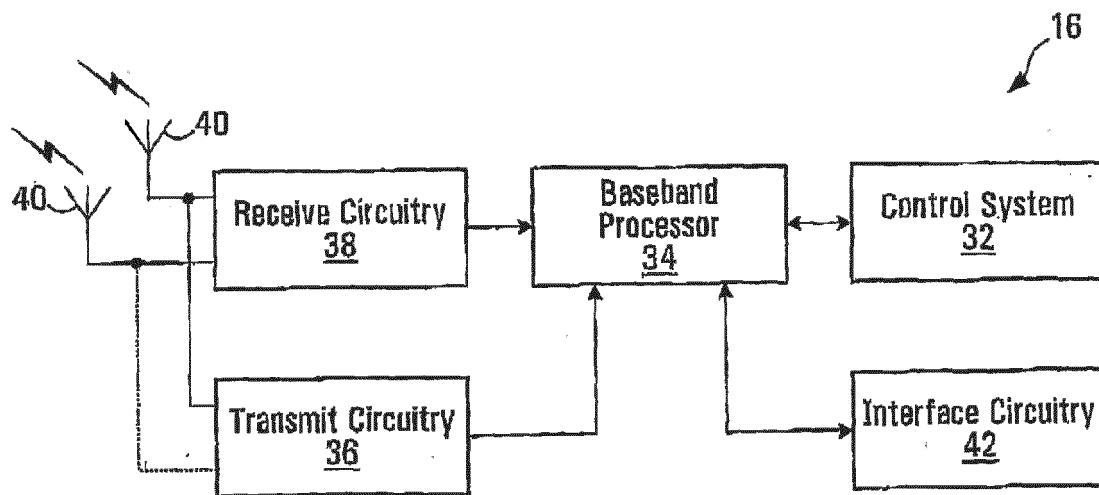 16
40
40
Receive Circuitry
38
Baseband
Processor
34
Control System
32
Transmit Circuitry
36
Interface Circuitry
42